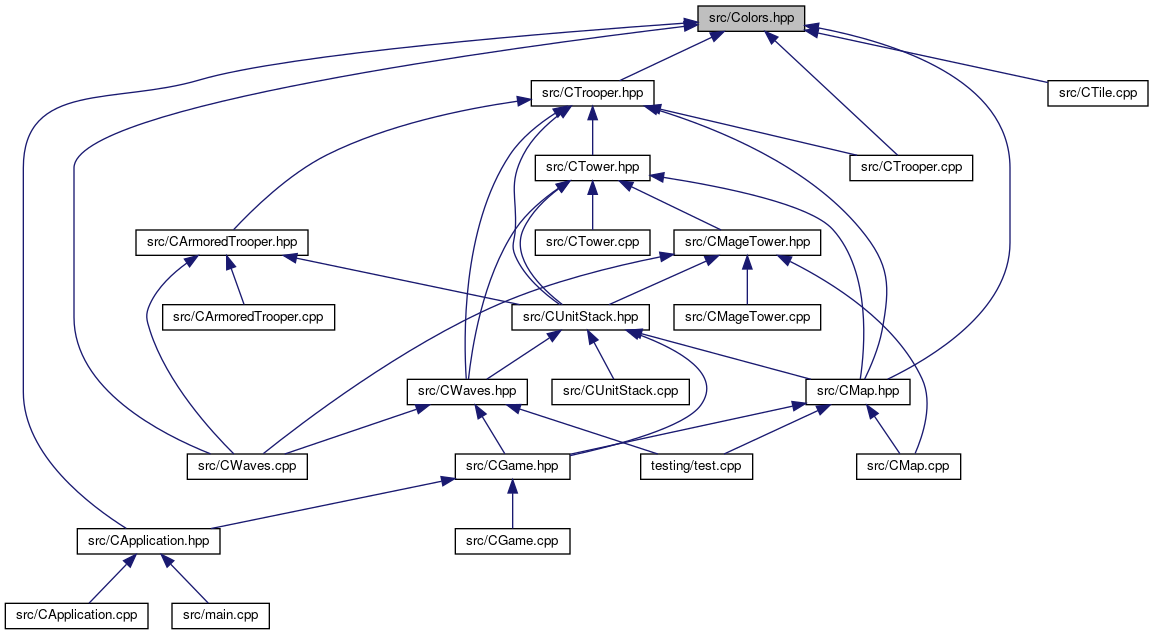 src/Colors.hpp
src/CTrooper.hpp
src/CTile.cpp
src/CTower.hpp
src/CTrooper.cpp
src/CArmoredTrooper.hpp
src/CTower.cpp
src/CMageTower.hpp
src/CArmoredTrooper.cpp
src/CUnitStack.hpp
src/CMageTower.cpp
src/CWaves.hpp
src/CUnitStack.cpp
src/CMap.hpp
src/CWaves.cpp
src/CGame.hpp
testing/test.cpp
src/CMap.cpp
src/CApplication.hpp
src/CGame.cpp
src/CApplication.cpp
src/main.cpp